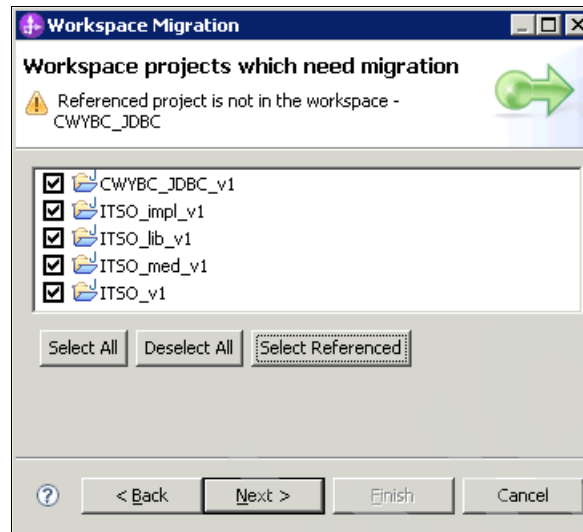 Workspace Migration
Workspace projects which need migration
Referenced project is not in the workspace -
CWYBC_JDBC
CWYBC_JDBC_v1
ITSO_impl_v1
ITSO_lib_v1
ITSO_med_v1
ITSO_v1
Select All Deselect All Select Referenced
? < Back Next > Finish Cancel